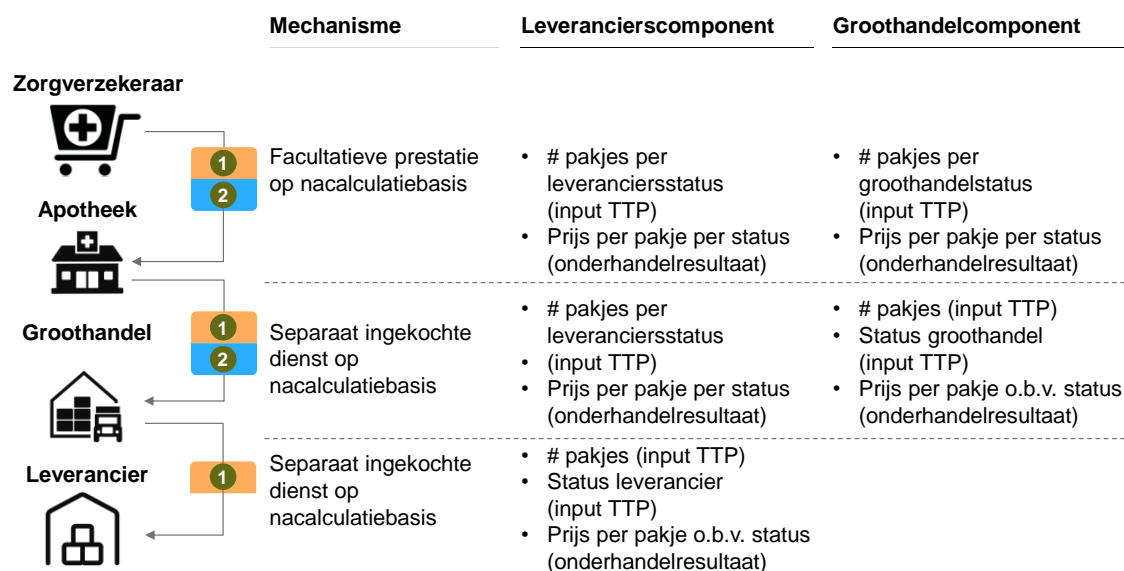 Mechanisme
Leverancierscomponent
Groothandelcomponent
Zorgverzekeraar
1
2
Facultatieve prestatie
op nacalculatiebasis
• # pakjes per
leveranciersstatus
(input TTP)
• Prijs per pakje per status
(onderhandelresultaat)
• # pakjes per
groothandelstatus
(input TTP)
• Prijs per pakje per status
(onderhandelresultaat)
Apotheek
Groothandel
1
2
Separaat ingekochte
dienst op
nacalculatiebasis
• # pakjes per
leveranciersstatus
• (input TTP)
• Prijs per pakje per status
(onderhandelresultaat)
• # pakjes (input TTP)
• Status groothandel
(input TTP)
• Prijs per pakje o.b.v. status
(onderhandelresultaat)
Leverancier
1
Separaat ingekochte
dienst op
nacalculatiebasis
• # pakjes (input TTP)
• Status leverancier
(input TTP)
• Prijs per pakje o.b.v. status
(onderhandelresultaat)